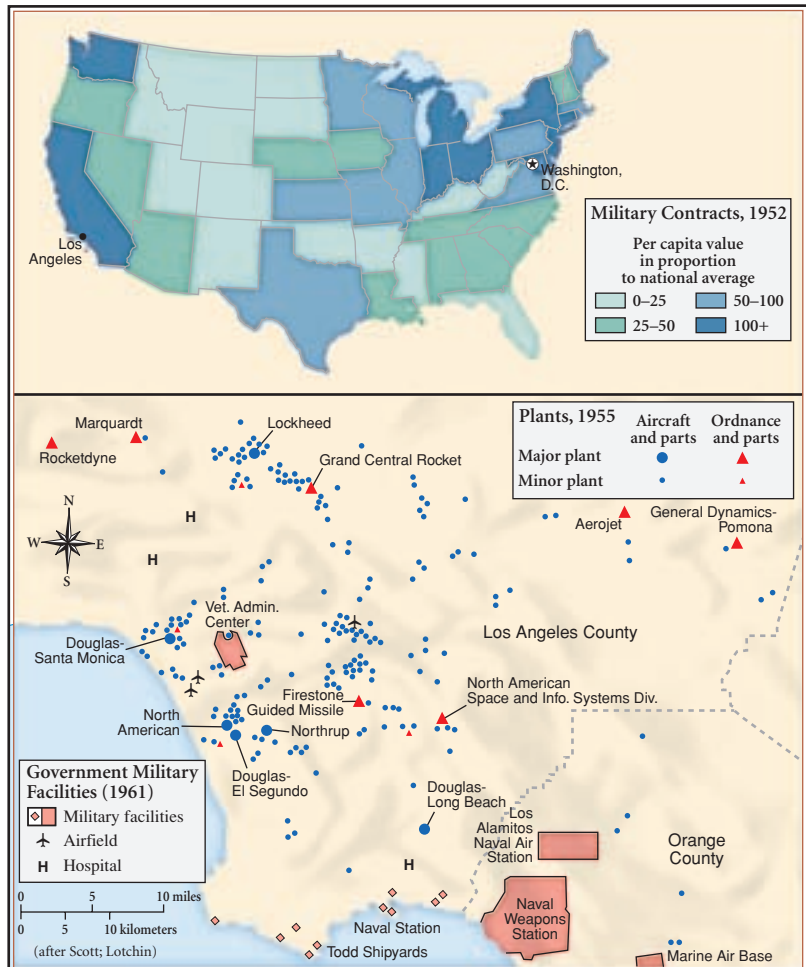 Washington,
D.C.
Los
Angeles
Military Contracts, 1952
Per capita value
in proportion
to national average
0–25
50–100
25–50
100+
Plants, 1955
Aircraft
and parts
Ordnance
and parts
Major plant
Minor plant
Marquardt
Rocketdyne
Lockheed
Grand Central Rocket
Aerojet
General Dynamics-
Pomona
N
W
E
S
H
H
Vet. Admin.
Center
Douglas-
Santa Monica
Los Angeles County
Firestone
Guided Missile
North American
Space and Info. Systems Div.
North
American
Northrup
Douglas-
El Segundo
Douglas-
Long Beach
Los
Alamitos
Naval Air
Station
Orange
County
H
Naval
Weapons
Station
Naval Station
Todd Shipyards
Marine Air Base
Government Military
Facilities (1961)
Military facilities
Airfield
H Hospital
0 5 10 miles
0 5 10 kilometers
(after Scott; Lotchin)